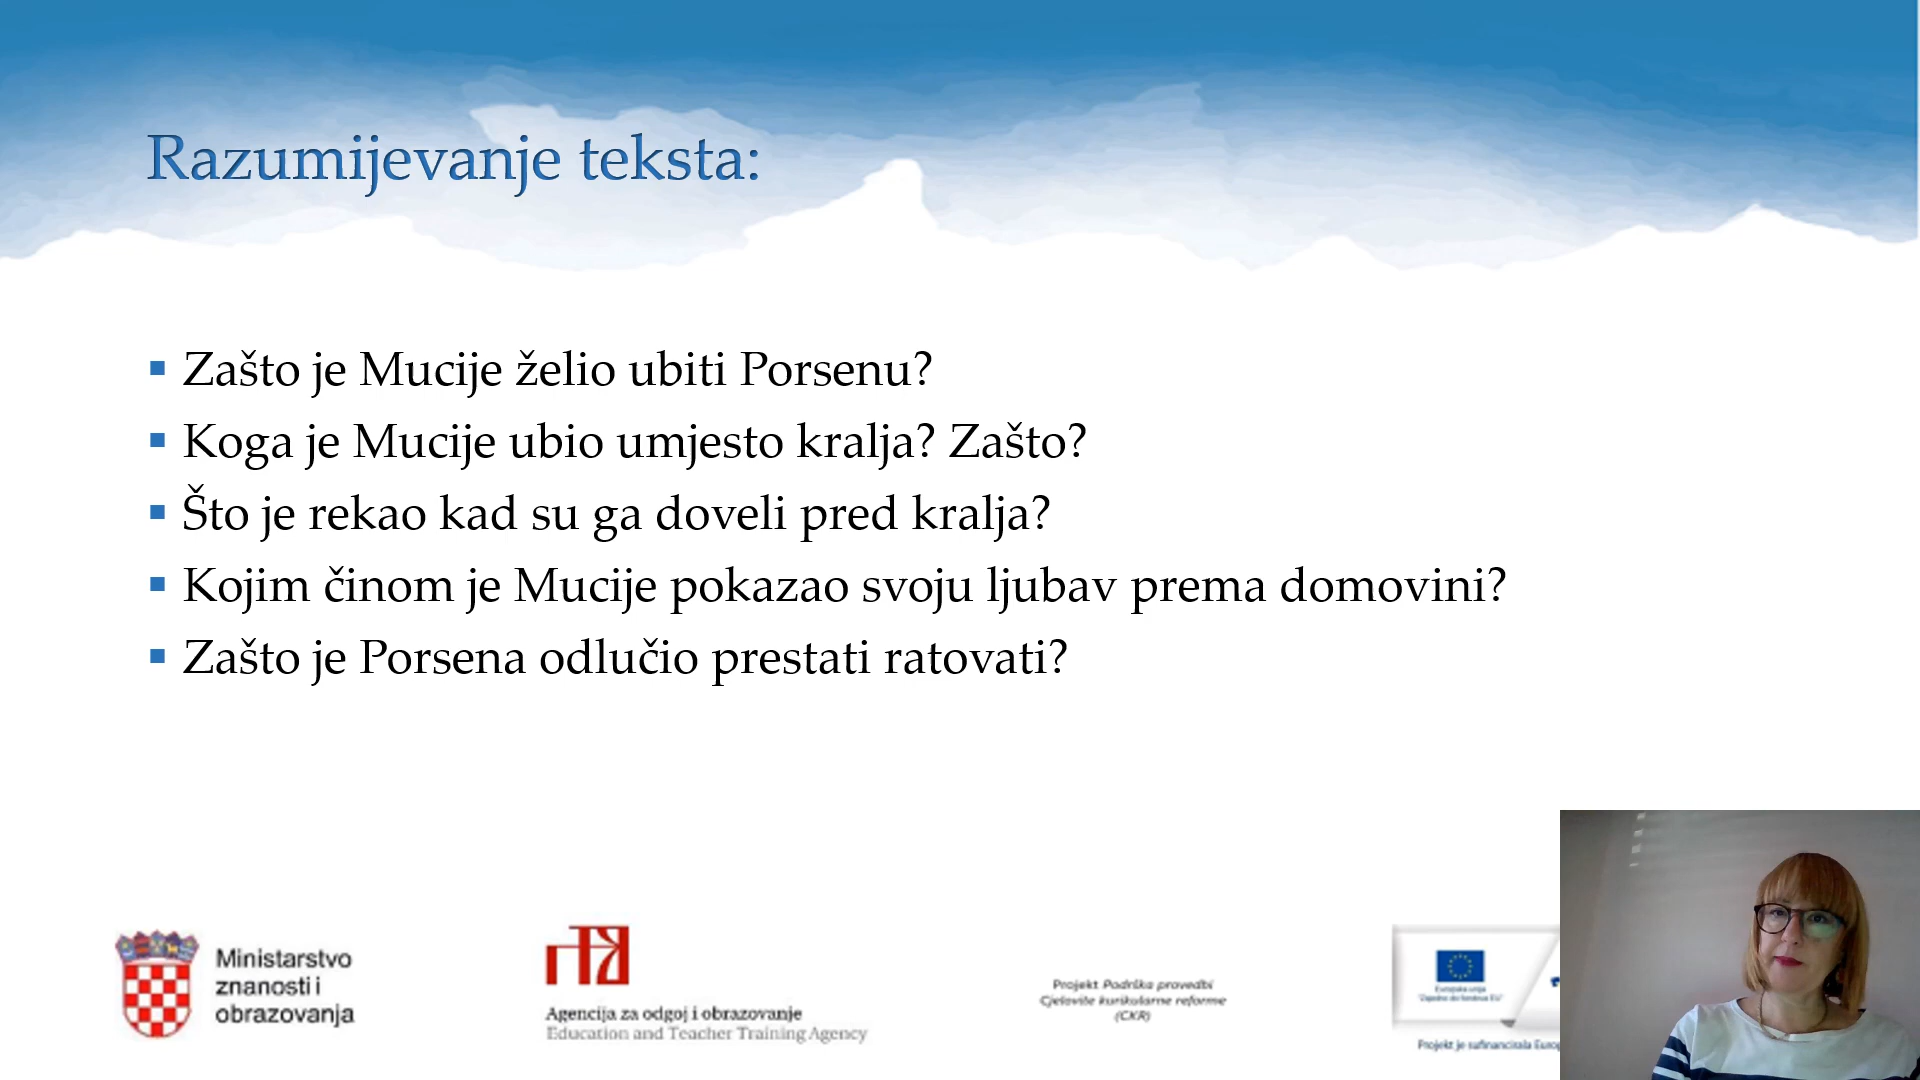 Razumijevanje teksta:
Zašto je Mucije želio ubiti Porsenu?
Koga je Mucije ubio umjesto kralja? Zašto?
Što je rekao kad su ga doveli pred kralja?
Kojim činom je Mucije pokazao svoju ljubav prema domovini?
Zašto je Porsena odlučio prestati ratovati?
Ministarstvo
znanosti i
obrazovanja
Agencija za odgoj i obrazovanje
Education and Teacher Training Agency
Projekt Podrška provedbi
Cjelovite kurikularne reforme
(CKR)
Europska unija
"Zajedno do fondova EU"
Projekt je sufinancirala